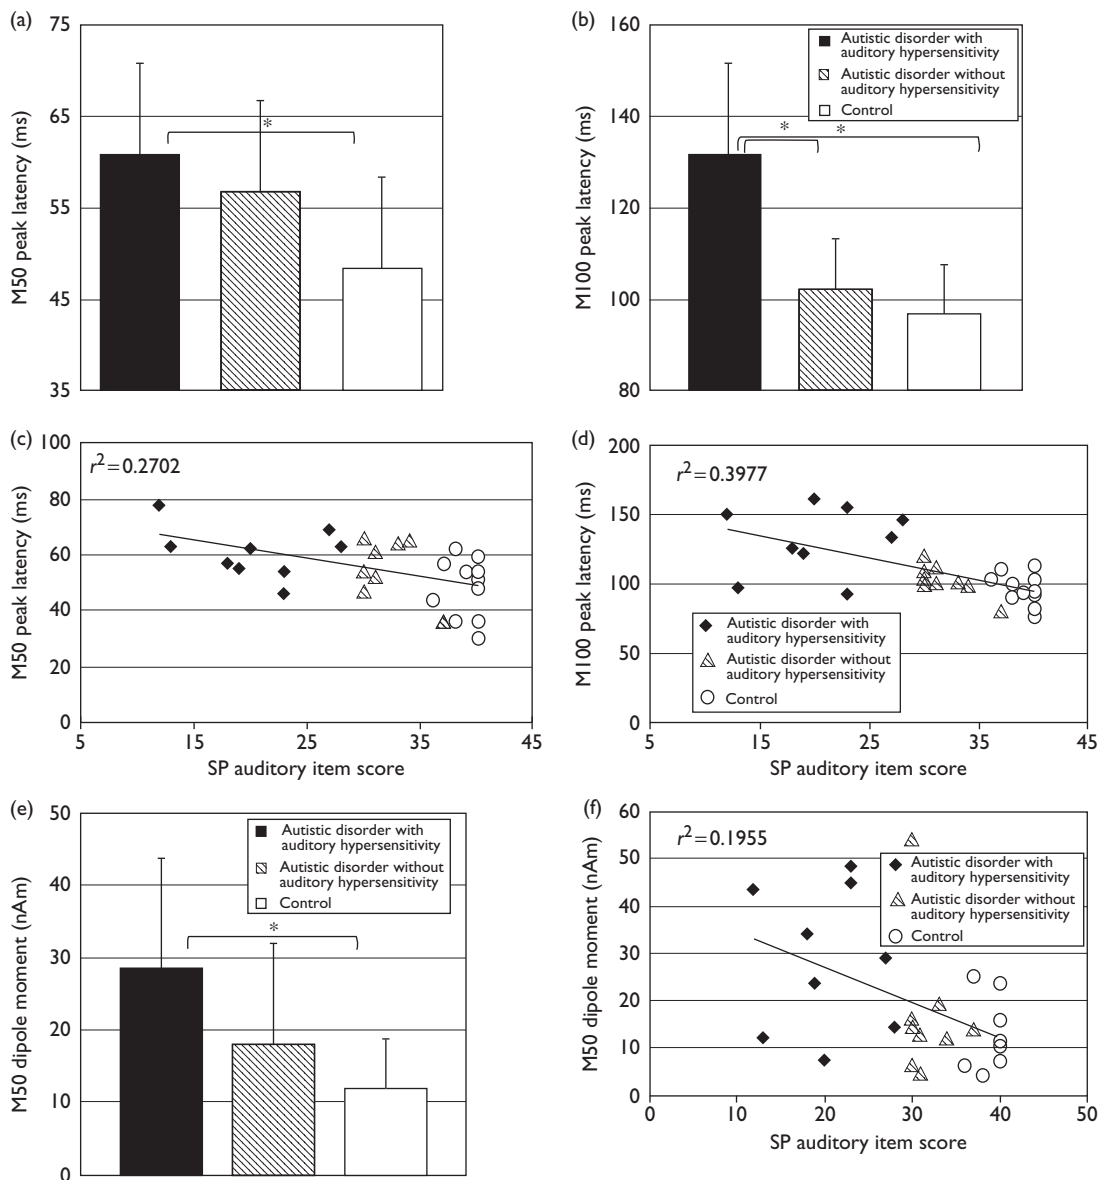 (a)
75
65
55
45
35
M50 peak latency (ms)
*
(b)
160
140
120
100
80
M100 peak latency (ms)
Autistic disorder with
auditory hypersensitivity
Autistic disorder without
auditory hypersensitivity
Control
* *
(c)
100
80
60
40
20
0
M50 peak latency (ms)
r²=0.2702
5 15 25 35 45
SP auditory item score
(d)
200
150
100
50
0
M100 peak latency (ms)
r²=0.3977
Autistic disorder with
auditory hypersensitivity
Autistic disorder without
auditory hypersensitivity
Control
5 15 25 35 45
SP auditory item score
(e)
50
40
30
20
10
0
M50 dipole moment (nAm)
Autistic disorder with
auditory hypersensitivity
Autistic disorder without
auditory hypersensitivity
Control
*
(f)
60
50
40
30
20
10
0
M50 dipole moment (nAm)
r²=0.1955
Autistic disorder with
auditory hypersensitivity
Autistic disorder without
auditory hypersensitivity
Control
0 10 20 30 40 50
SP auditory item score